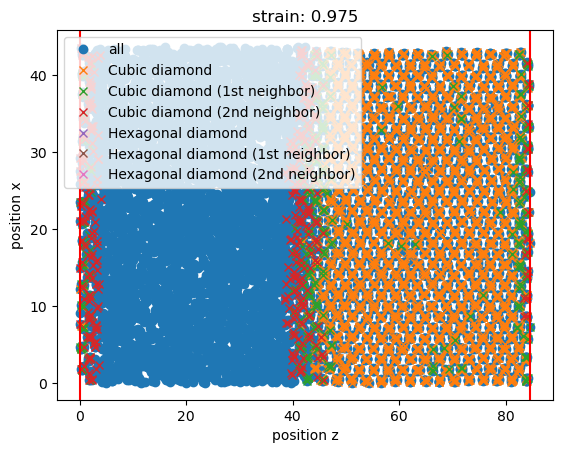 strain: 0.975
all
Cubic diamond
Cubic diamond (1st neighbor)
Cubic diamond (2nd neighbor)
Hexagonal diamond
Hexagonal diamond (1st neighbor)
Hexagonal diamond (2nd neighbor)
position x
40
30
20
10
0
0 20 40 60 80
position z